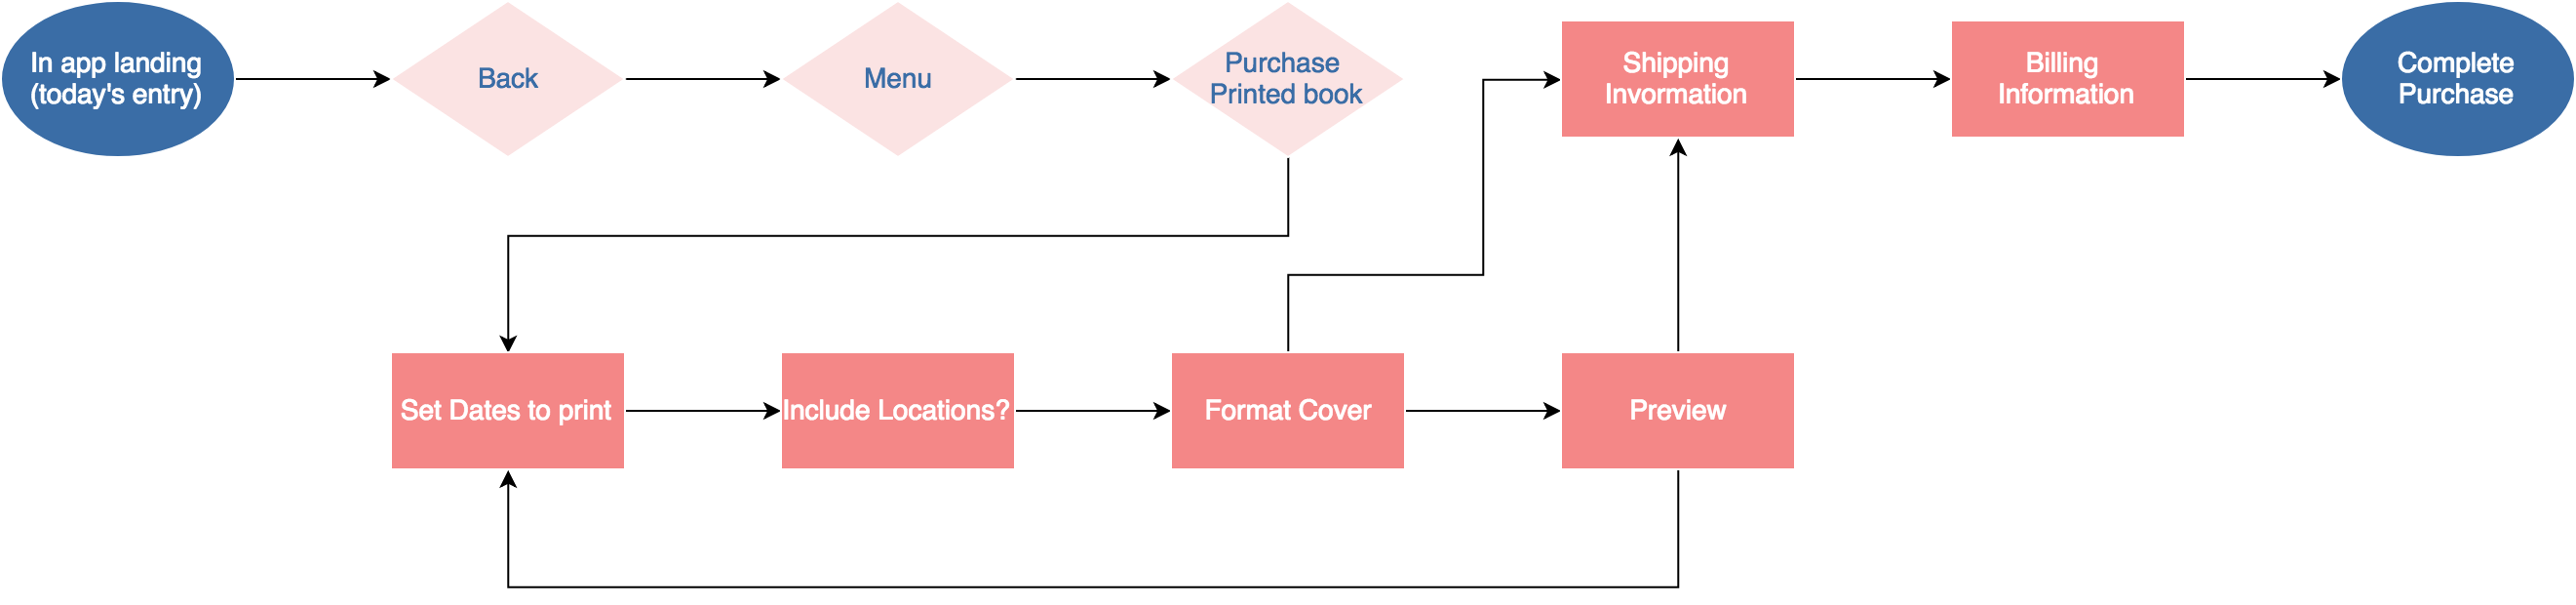 In app landing
(today's entry)
Back
Menu
Purchase
Printed book
Shipping
Invormation
Billing
Information
Complete
Purchase
Set Dates to print
Include Locations?
Format Cover
Preview